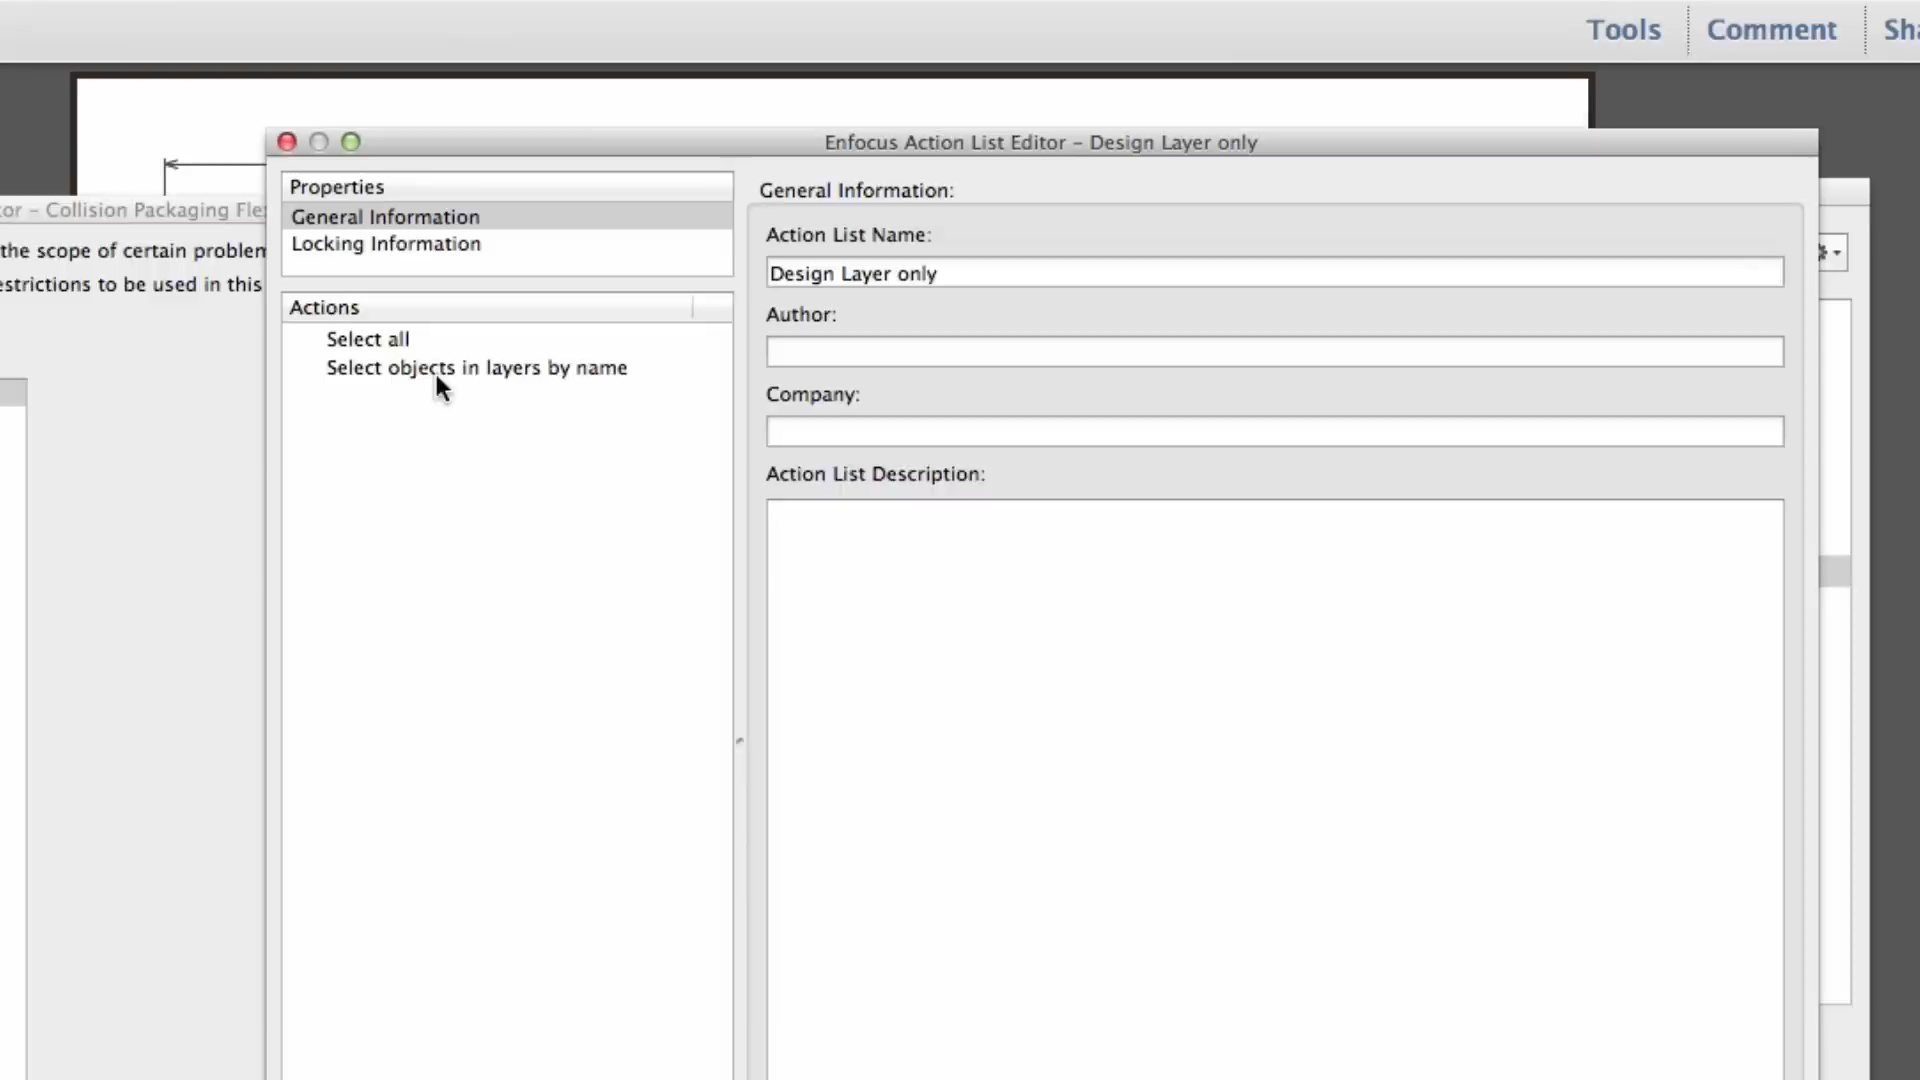 Tools
Comment
Enfocus Action List Editor – Design Layer only
Properties
General Information:
General Information
– Collision Packaging
Action List Name:
Locking Information
the scope of certain
Design Layer only
to be used in this
Actions
Author:
Select all
Select objects in layers by name
Company:
Action List Description: